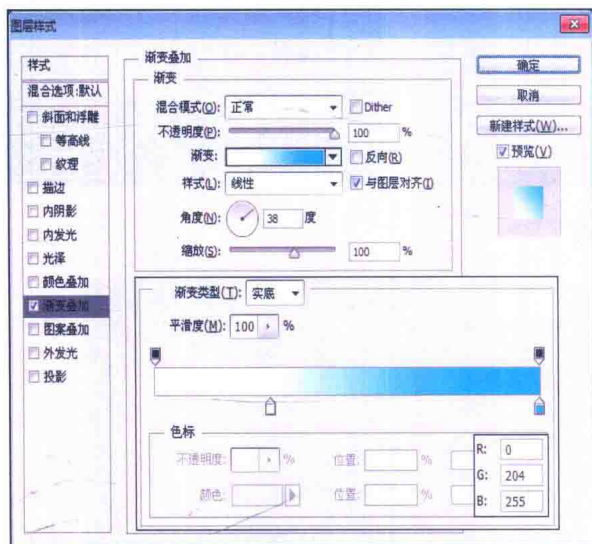 图层样式
样式
混合选项:默认
斜面和浮雕
等高线
纹理
描边
内阴影
内发光
光泽
颜色叠加
渐变叠加
图案叠加
外发光
投影
渐变叠加
渐变
混合模式(O): 正常 Dither
不透明度(P): 100 %
渐变: 反向(R)
样式(L): 线性 与图层对齐(I)
角度(N): 38 度
缩放(S): 100 %
渐变类型(T): 实底
平滑度(M): 100 %
色标
不透明度: % 位置: %
颜色: 位置: %
R: 0
G: 204
B: 255
确定
取消
新建样式(W)...
预览(V)